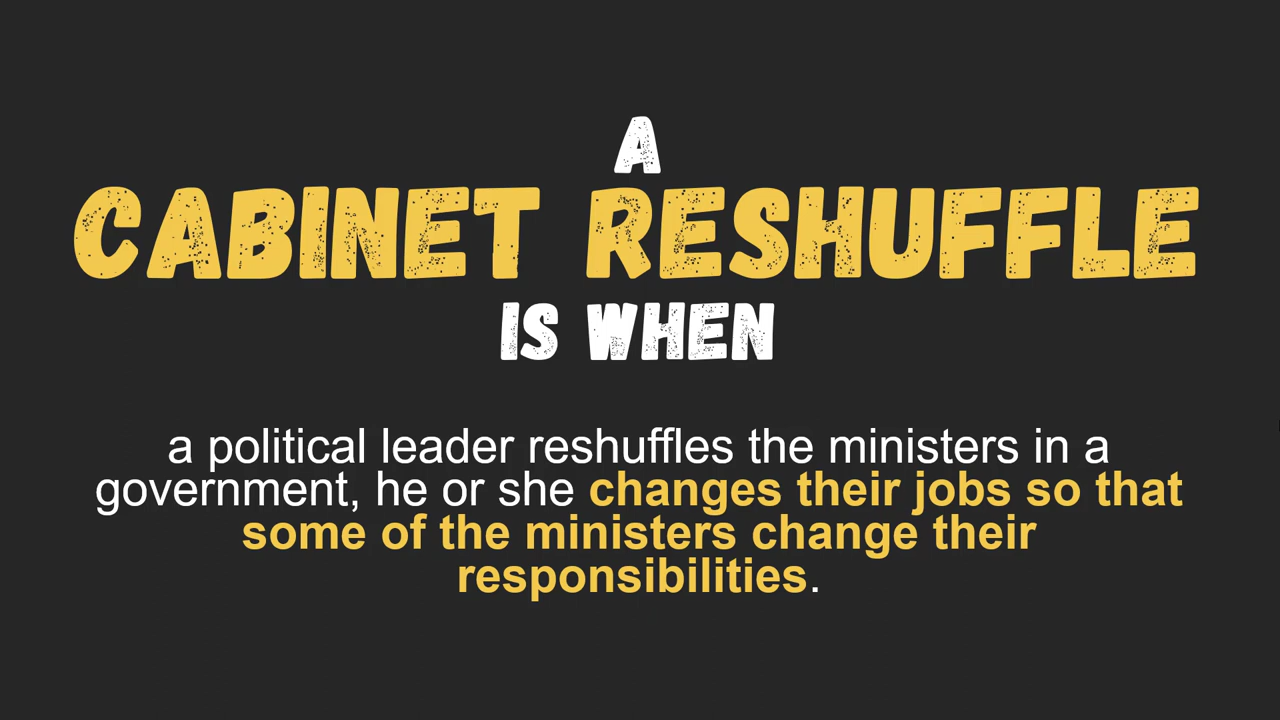 A
CABINET RESHUFFLE
IS WHEN
a political leader reshuffles the ministers in a
government, he or she changes their jobs so that
some of the ministers change their
responsibilities.